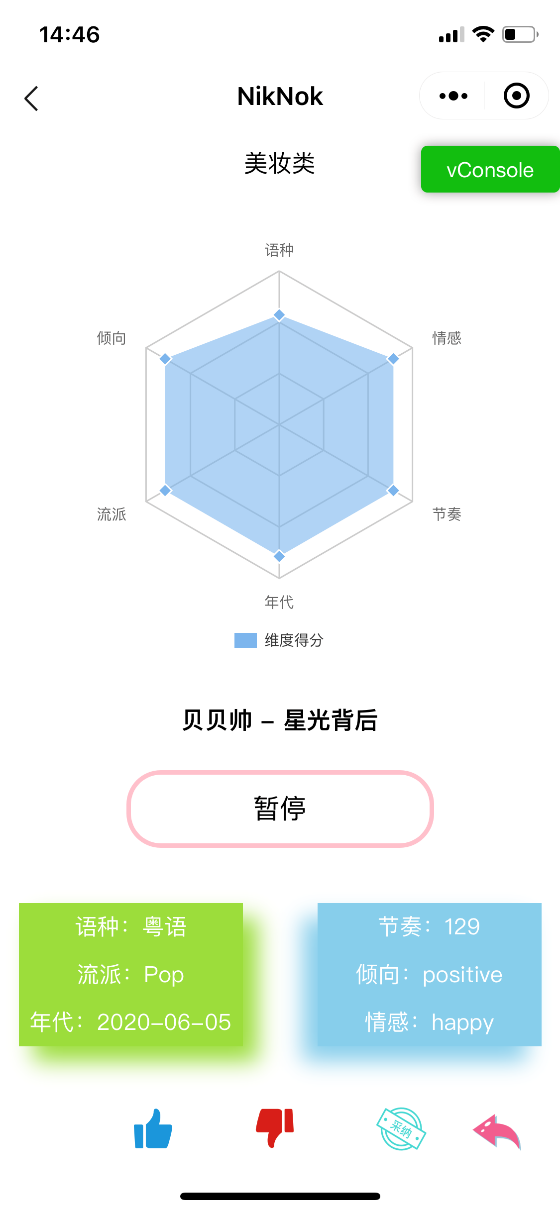 14:46
NikNok
美妆类
vConsole
语种
倾向
情感
流派
节奏
年代
维度得分
贝贝帅 - 星光背后
暂停
语种：粤语
流派：Pop
年代：2020-06-05
节奏：129
倾向：positive
情感：happy
采纳